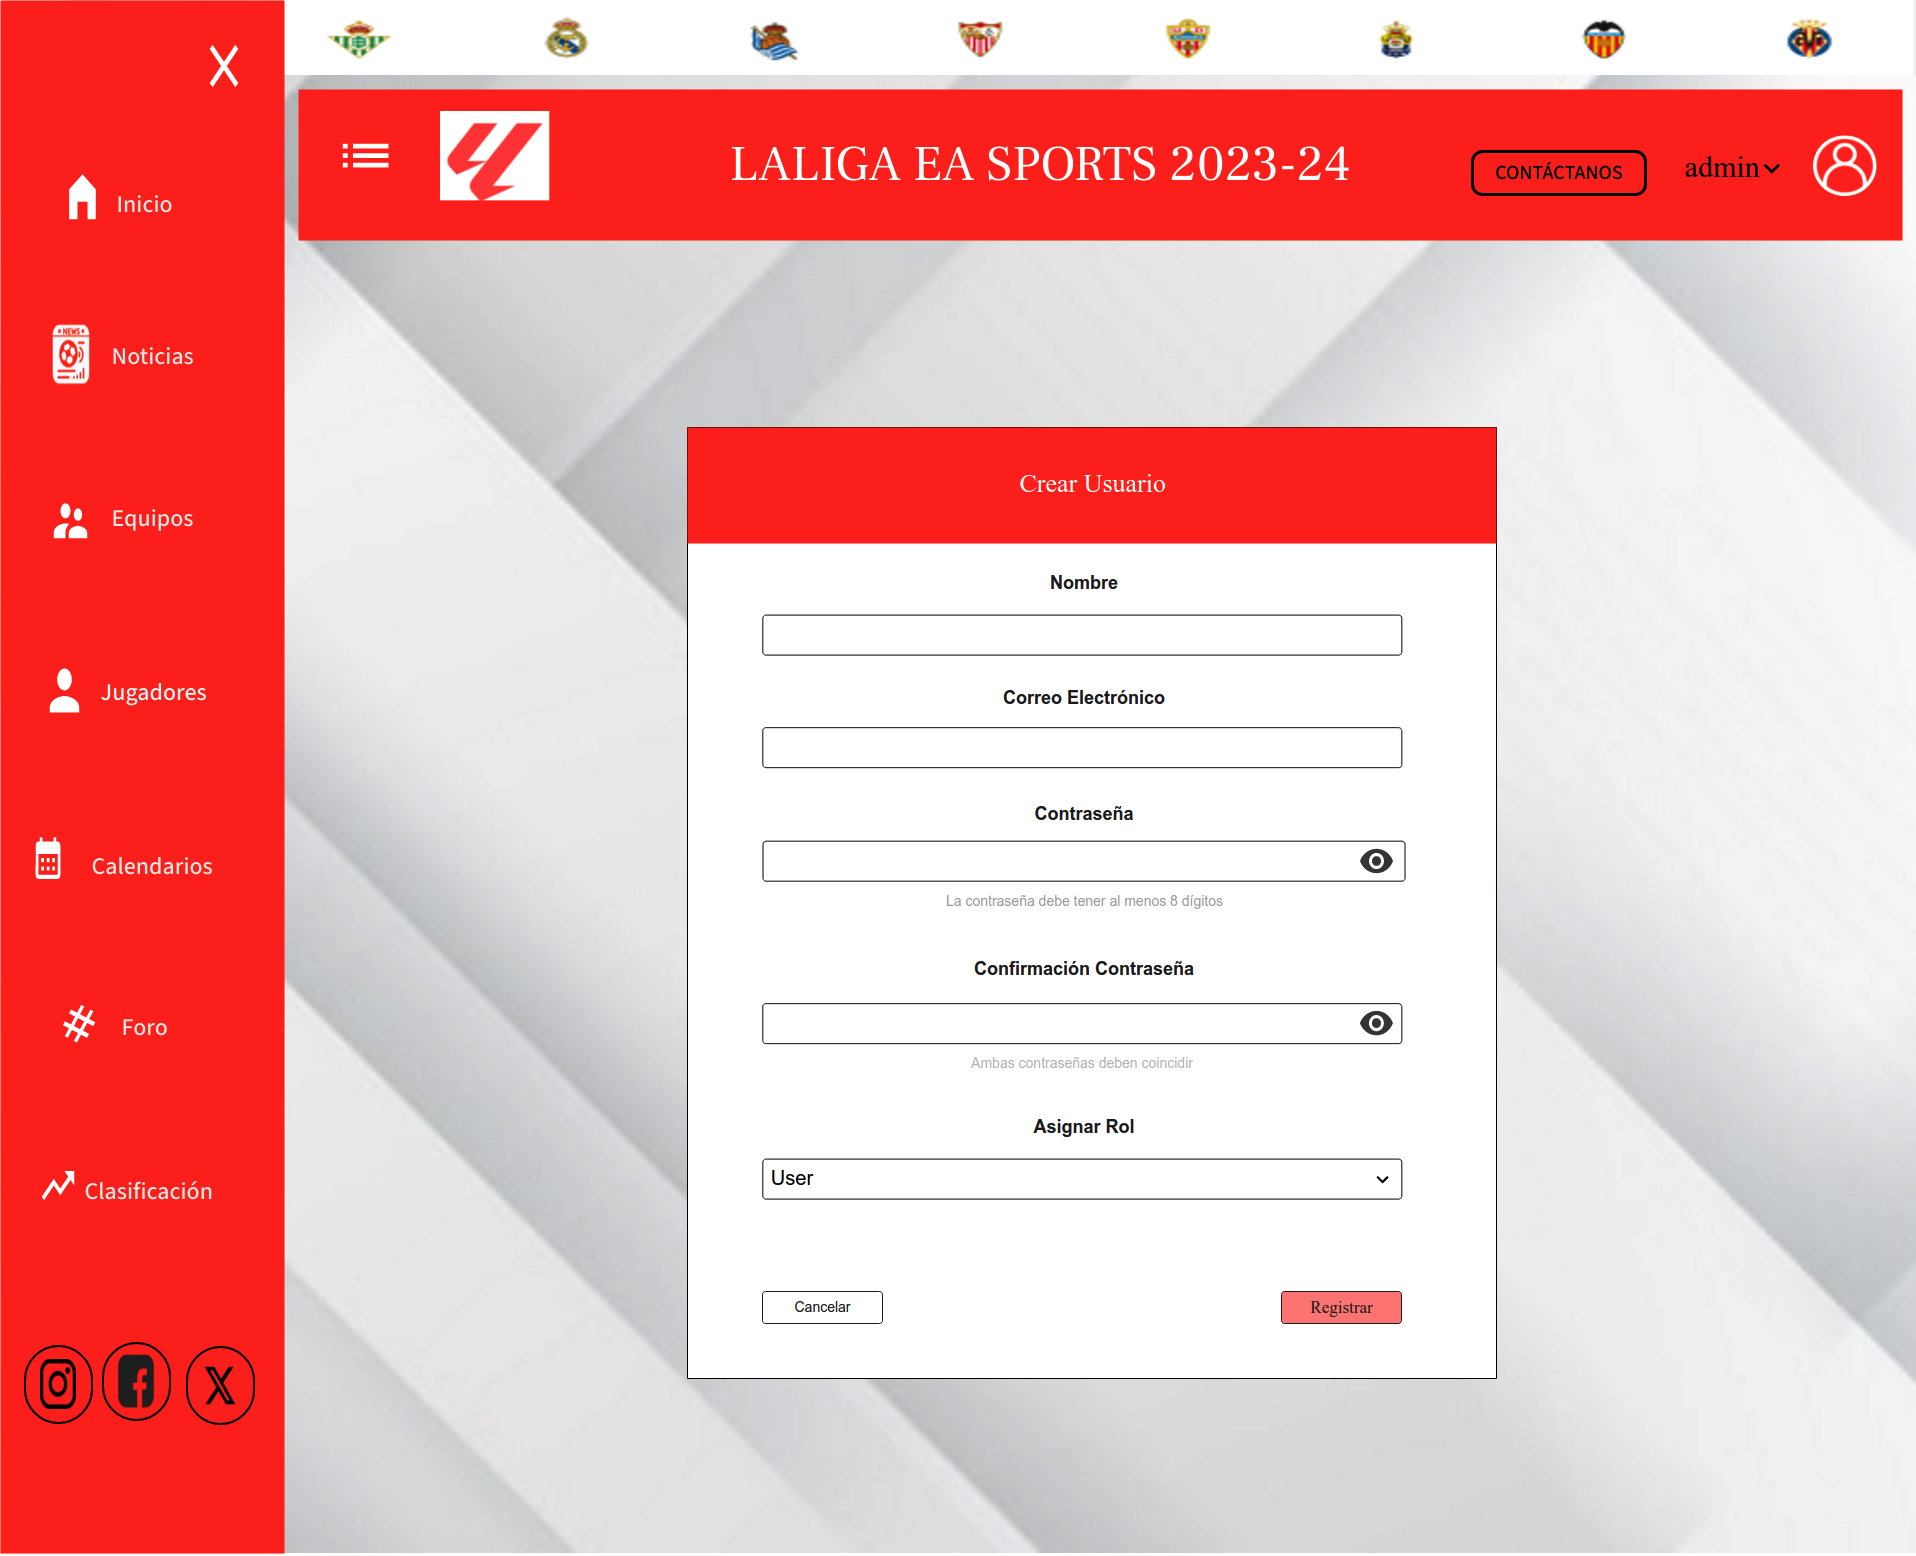 X
LALIGA EA SPORTS 2023-24
CONTÁCTANOS
admin
Inicio
NEWS
Noticias
Equipos
Jugadores
Calendarios
Foro
Clasificación
Crear Usuario
Nombre
Correo Electrónico
Contraseña
La contraseña debe tener al menos 8 dígitos
Confirmación Contraseña
Ambas contraseñas deben coincidir
Asignar Rol
User
Cancelar
Registrar